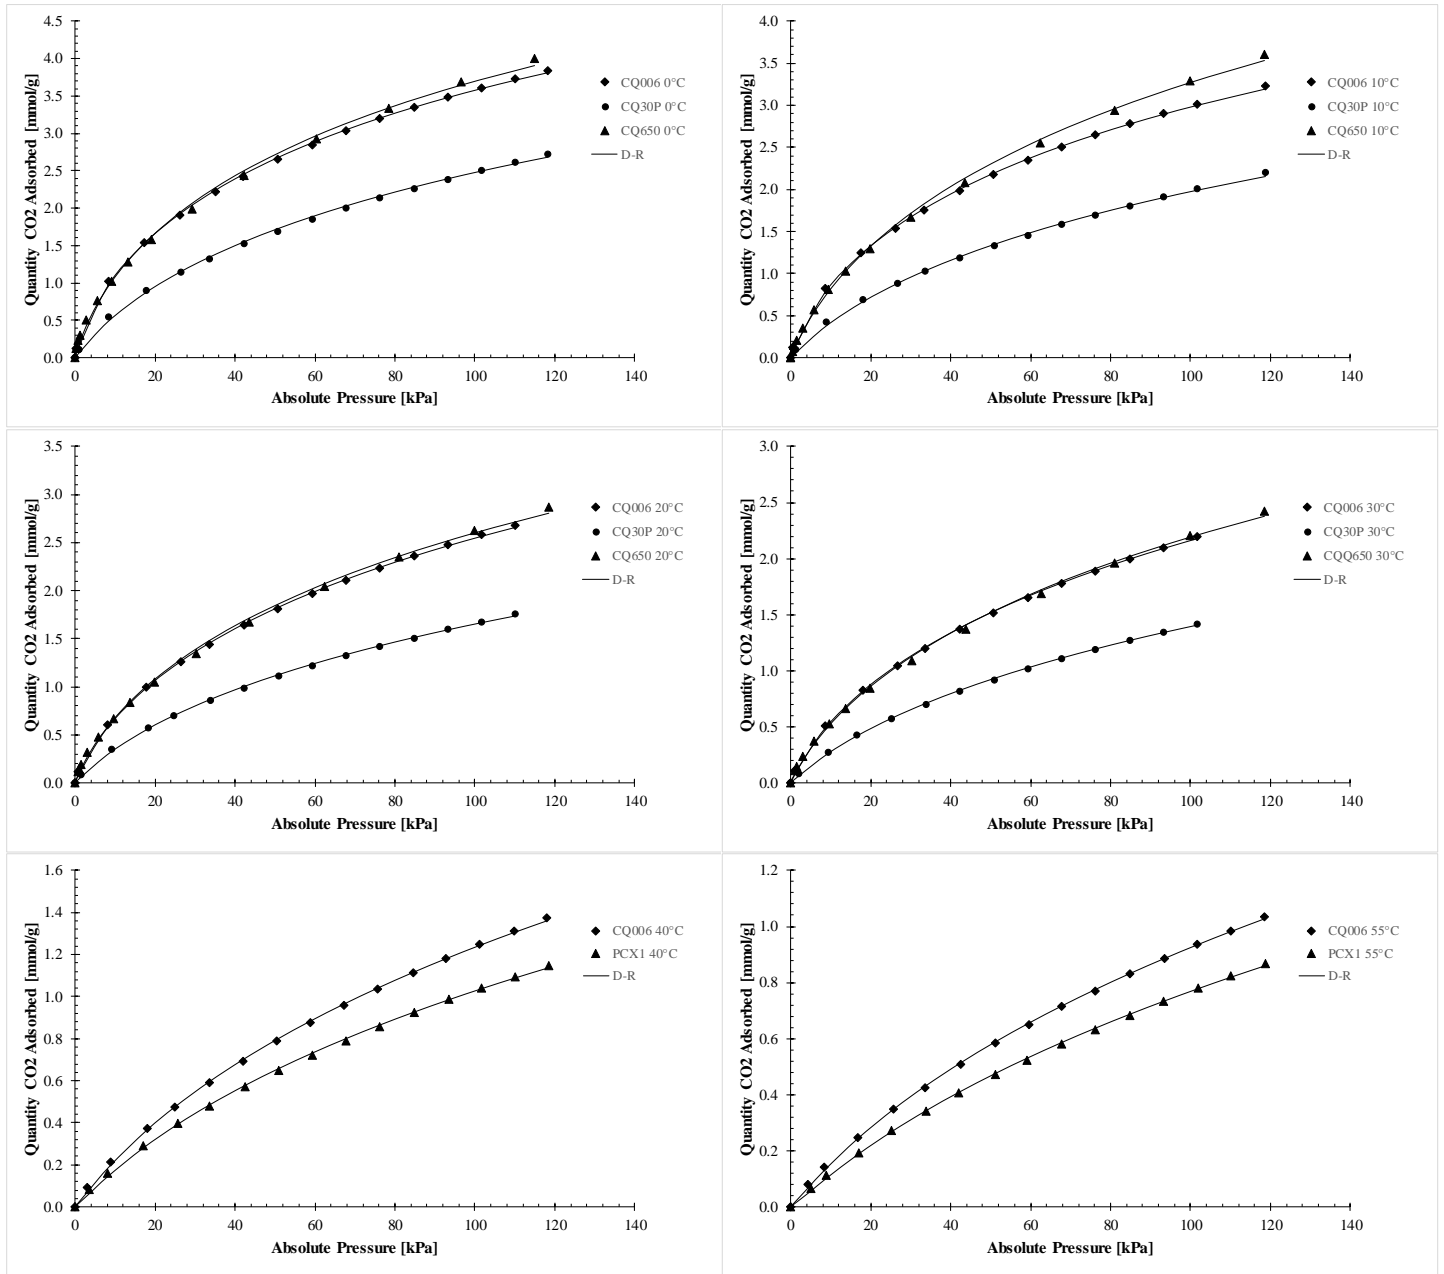 4.5
4.0
3.5
3.0
2.5
2.0
1.5
1.0
0.5
0.0
0 20 40 60 80 100 120 140
Quantity CO2 Adsorbed [mmol/g]
Absolute Pressure [kPa]
CQ006 0°C
CQ30P 0°C
CQ650 0°C
D-R
4.0
3.5
3.0
2.5
2.0
1.5
1.0
0.5
0.0
0 20 40 60 80 100 120 140
Quantity CO2 Adsorbed [mmol/g]
Absolute Pressure [kPa]
CQ006 10°C
CQ30P 10°C
CQ650 10°C
D-R
3.5
3.0
2.5
2.0
1.5
1.0
0.5
0.0
0 20 40 60 80 100 120 140
Quantity CO2 Adsorbed [mmol/g]
Absolute Pressure [kPa]
CQ006 20°C
CQ30P 20°C
CQ650 20°C
D-R
3.0
2.5
2.0
1.5
1.0
0.5
0.0
0 20 40 60 80 100 120 140
Quantity CO2 Adsorbed [mmol/g]
Absolute Pressure [kPa]
CQ006 30°C
CQ30P 30°C
CQQ650 30°C
D-R
1.6
1.4
1.2
1.0
0.8
0.6
0.4
0.2
0.0
0 20 40 60 80 100 120 140
Quantity CO2 Adsorbed [mmol/g]
Absolute Pressure [kPa]
CQ006 40°C
PCX1 40°C
D-R
1.2
1.0
0.8
0.6
0.4
0.2
0.0
0 20 40 60 80 100 120 140
Quantity CO2 Adsorbed [mmol/g]
Absolute Pressure [kPa]
CQ006 55°C
PCX1 55°C
D-R